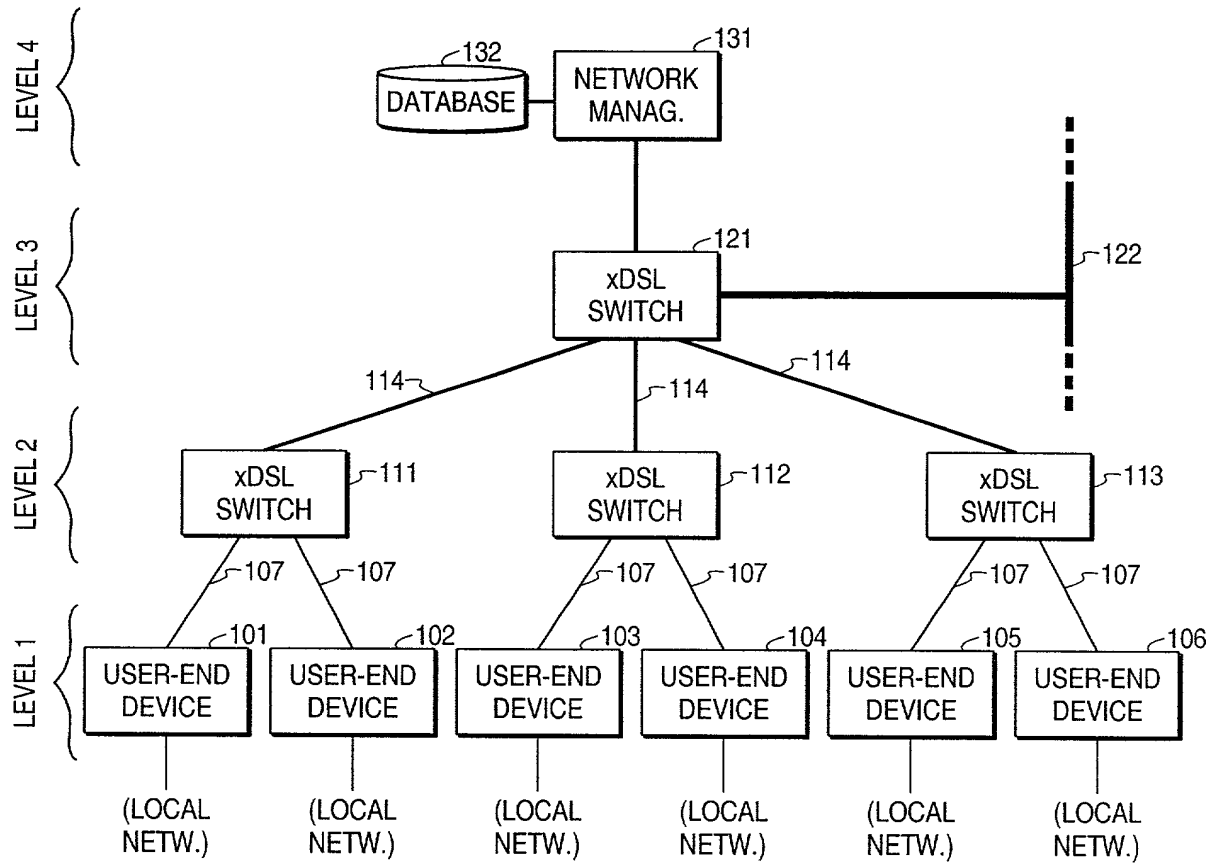 LEVEL 4
132
DATABASE
131
NETWORK
MANAG.
LEVEL 3
121
xDSL
SWITCH
122
114
114
114
LEVEL 2
xDSL
SWITCH
111
xDSL
SWITCH
112
xDSL
SWITCH
113
107
107
107
107
107
107
LEVEL 1
101
USER-END
DEVICE
102
USER-END
DEVICE
103
USER-END
DEVICE
104
USER-END
DEVICE
105
USER-END
DEVICE
106
USER-END
DEVICE
(LOCAL
NETW.)
(LOCAL
NETW.)
(LOCAL
NETW.)
(LOCAL
NETW.)
(LOCAL
NETW.)
(LOCAL
NETW.)